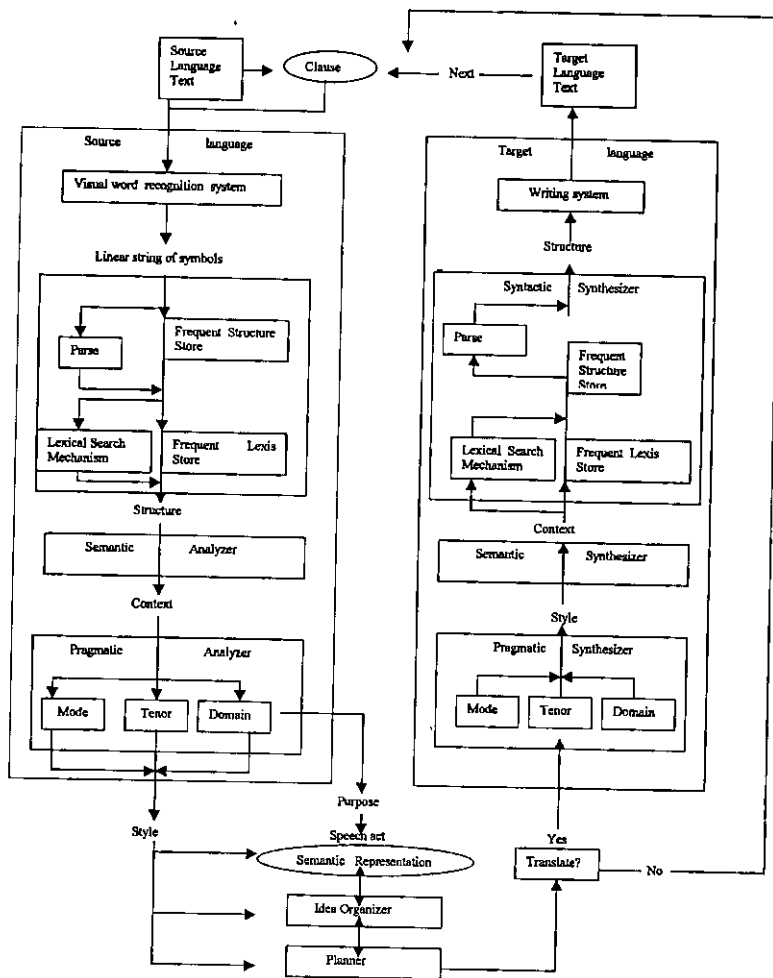 Source
Language
Text
Clause
Next
Target
Language
Text
Source language
Visual word recognition system
Linear string of symbols
Parse
Frequent Structure
Store
Lexical Search
Mechanism
Frequent Lexis
Store
Structure
Semantic Analyzer
Context
Pragmatic Analyzer
Mode
Tenor
Domain
Style
Purpose
Speech act
Semantic Representation
Idea Organizer
Planner
Target language
Writing system
Structure
Syntactic Synthesizer
Parse
Frequent
Structure
Store
Lexical Search
Mechanism
Frequent Lexis
Store
Context
Semantic Synthesizer
Style
Pragmatic Synthesizer
Mode
Tenor
Domain
Yes
Translate?
No